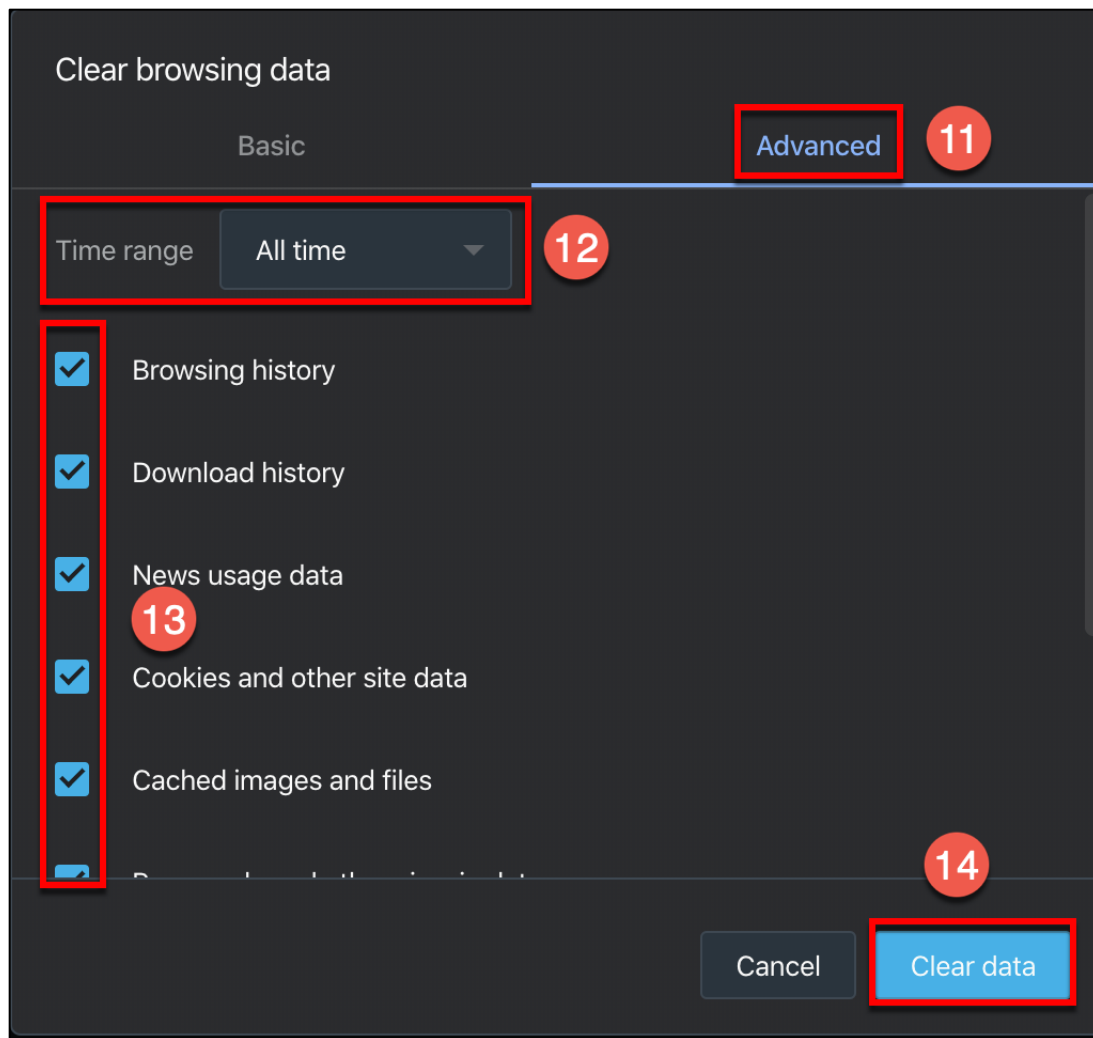 Clear browsing data
Basic
Advanced
11
Time range
All time
12
Browsing history
Download history
News usage data
13
Cookies and other site data
Cached images and files
14
Cancel
Clear data